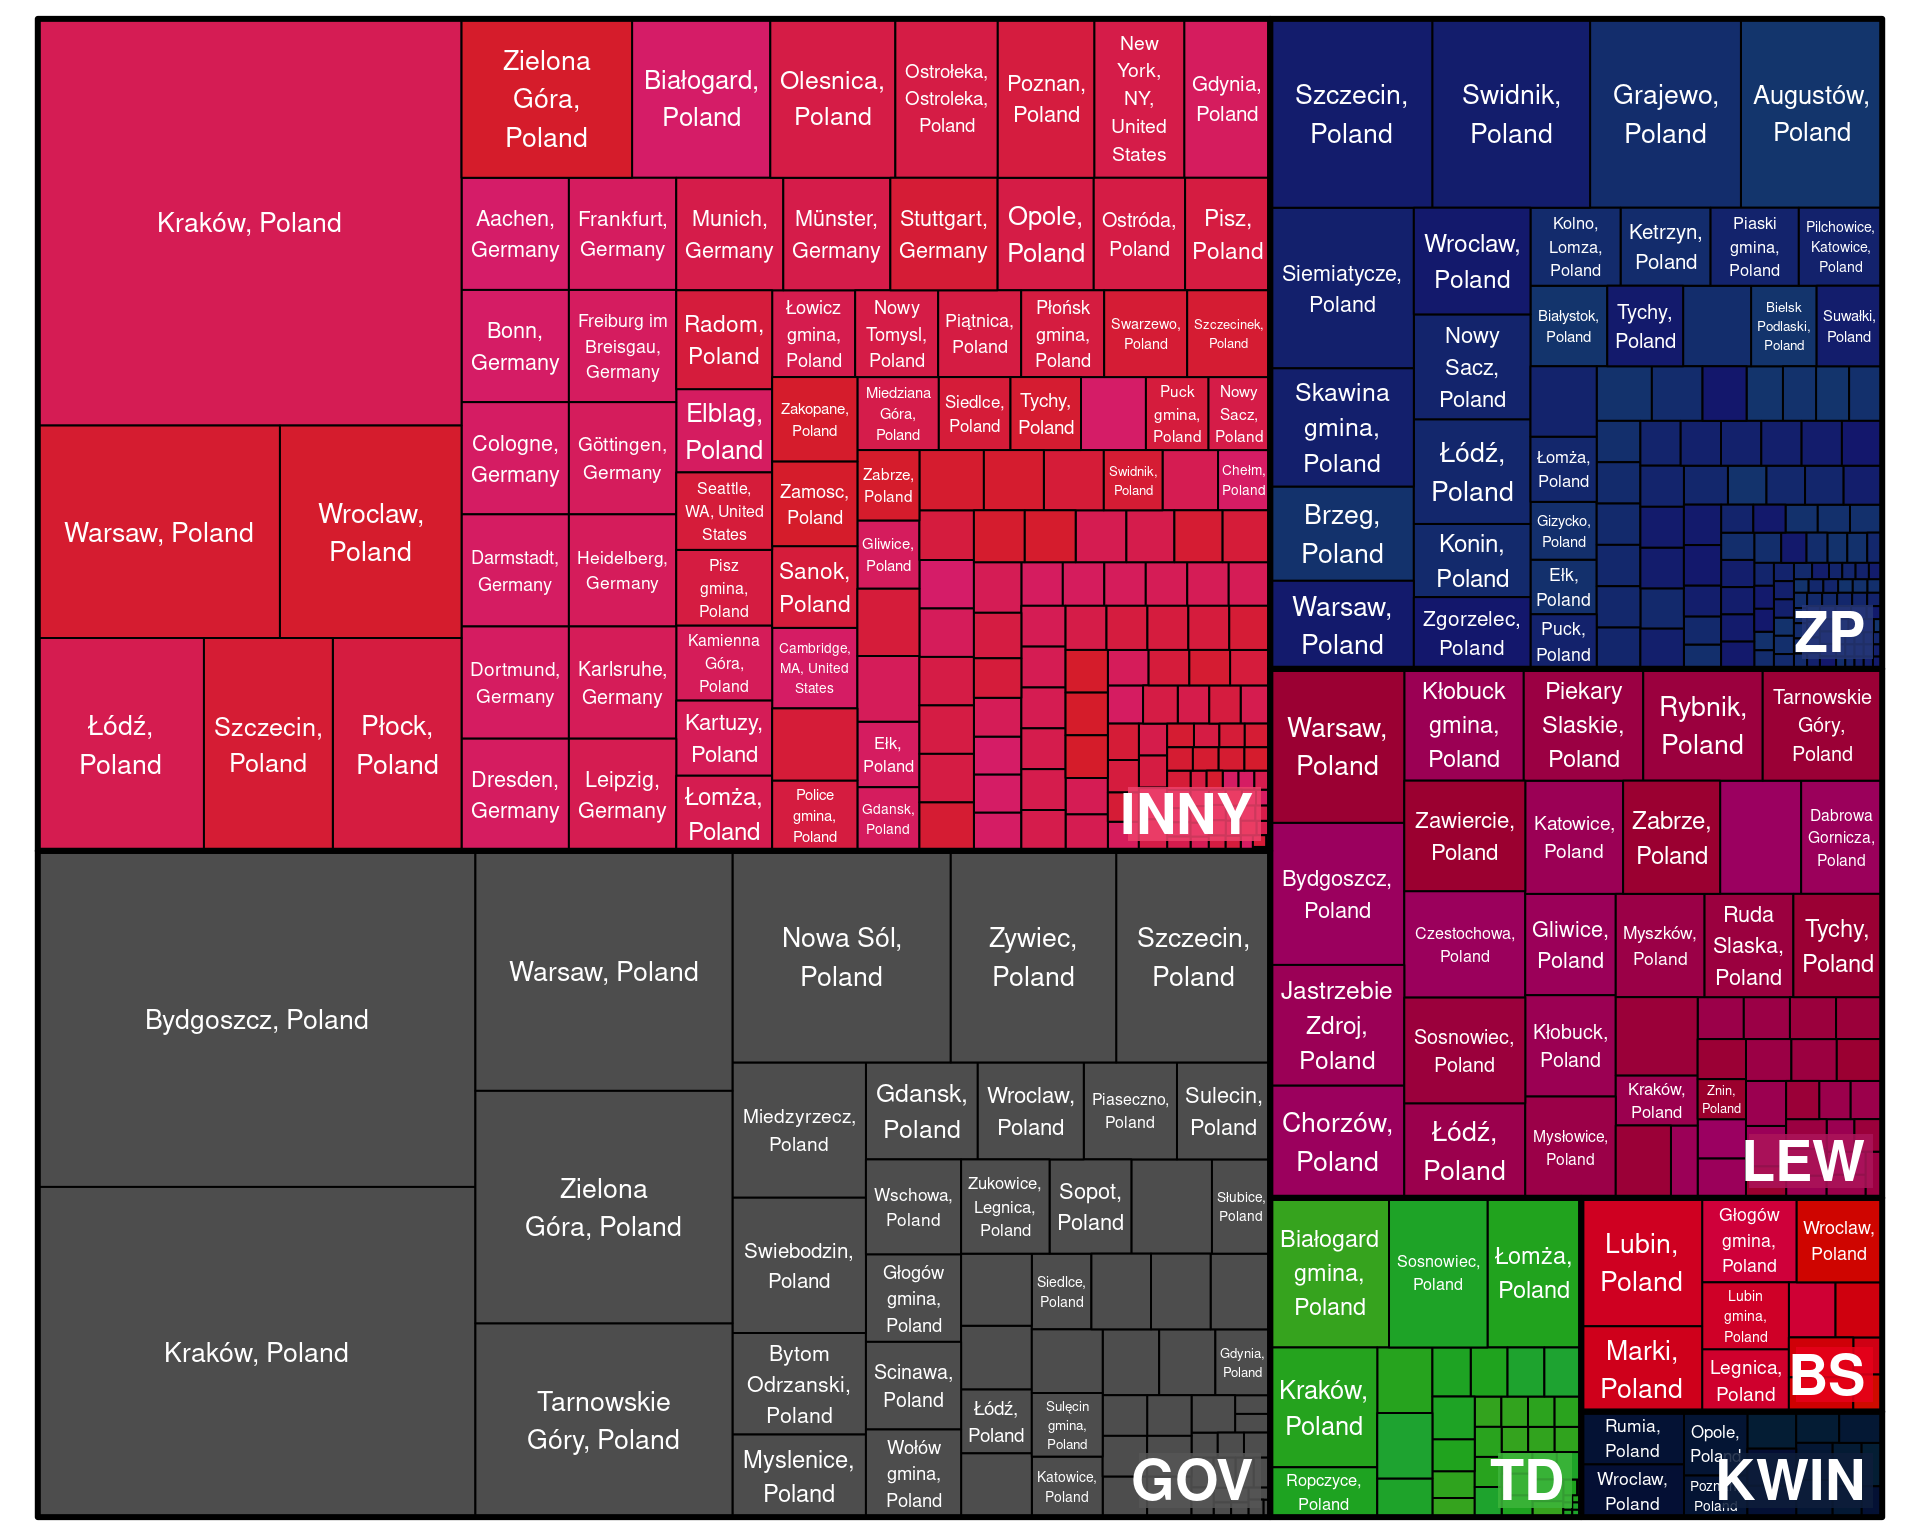 Kraków, Poland
Warsaw, Poland
Wroclaw,
Poland
Łódź,
Poland
Szczecin,
Poland
Płock,
Poland
Zielona
Góra,
Poland
Białogard,
Poland
Olesnica,
Poland
Ostrołeka,
Ostroleka,
Poland
Poznan,
Poland
New
York,
NY,
United
States
Gdynia,
Poland
Aachen,
Germany
Frankfurt,
Germany
Munich,
Germany
Münster,
Germany
Stuttgart,
Germany
Opole,
Poland
Ostróda,
Poland
Pisz,
Poland
Bonn,
Germany
Freiburg im
Breisgau,
Germany
Cologne,
Germany
Göttingen,
Germany
Darmstadt,
Germany
Heidelberg,
Germany
Dortmund,
Germany
Karlsruhe,
Germany
Dresden,
Germany
Leipzig,
Germany
Radom,
Poland
Elblag,
Poland
Seattle,
WA, United
States
Pisz
gmina,
Poland
Kamienna
Góra,
Poland
Kartuzy,
Poland
Łomża,
Poland
Łowicz
gmina,
Poland
Nowy
Tomysl,
Poland
Piątnica,
Poland
Płońsk
gmina,
Poland
Swarzewo,
Poland
Szczecinek,
Poland
Zakopane,
Poland
Zamosc,
Poland
Sanok,
Poland
Cambridge,
MA, United
States
Police
gmina,
Poland
Miedziana
Góra,
Poland
Siedlce,
Poland
Tychy,
Poland
Puck
gmina,
Poland
Nowy
Sacz,
Poland
Zabrze,
Poland
Swidnik,
Poland
Chełm,
Poland
Gliwice,
Poland
Ełk,
Poland
Gdansk,
Poland
INNY
Bydgoszcz, Poland
Kraków, Poland
Warsaw, Poland
Zielona
Góra, Poland
Tarnowskie
Góry, Poland
Nowa Sól,
Poland
Zywiec,
Poland
Szczecin,
Poland
Miedzyrzecz,
Poland
Swiebodzin,
Poland
Bytom
Odrzanski,
Poland
Myslenice,
Poland
Gdansk,
Poland
Wroclaw,
Poland
Piaseczno,
Poland
Sulecin,
Poland
Wschowa,
Poland
Głogów
gmina,
Poland
Scinawa,
Poland
Wołów
gmina,
Poland
Zukowice,
Legnica,
Poland
Sopot,
Poland
Słubice,
Poland
Siedlce,
Poland
Gdynia,
Poland
Łódź,
Poland
Sulęcin
gmina,
Poland
Katowice,
Poland
GOV
Szczecin,
Poland
Swidnik,
Poland
Grajewo,
Poland
Augustów,
Poland
Siemiatycze,
Poland
Skawina
gmina,
Poland
Brzeg,
Poland
Warsaw,
Poland
Wroclaw,
Poland
Nowy
Sacz,
Poland
Łódź,
Poland
Konin,
Poland
Zgorzelec,
Poland
Kolno,
Lomza,
Poland
Ketrzyn,
Poland
Piaski
gmina,
Poland
Pilchowice,
Katowice,
Poland
Białystok,
Poland
Tychy,
Poland
Bielsk
Podlaski,
Poland
Suwałki,
Poland
Łomża,
Poland
Gizycko,
Poland
Ełk,
Poland
Puck,
Poland
ZP
Warsaw,
Poland
Bydgoszcz,
Poland
Jastrzebie
Zdroj,
Poland
Chorzów,
Poland
Kłobuck
gmina,
Poland
Piekary
Slaskie,
Poland
Rybnik,
Poland
Tarnowskie
Góry,
Poland
Zawiercie,
Poland
Katowice,
Poland
Zabrze,
Poland
Dabrowa
Gornicza,
Poland
Czestochowa,
Poland
Sosnowiec,
Poland
Łódź,
Poland
Gliwice,
Poland
Myszków,
Poland
Ruda
Slaska,
Poland
Tychy,
Poland
Kłobuck,
Poland
Mysłowice,
Poland
Kraków,
Poland
Znin,
Poland
LEW
Białogard
gmina,
Poland
Sosnowiec,
Poland
Łomża,
Poland
Kraków,
Poland
Ropczyce,
Poland
TD
Lubin,
Poland
Marki,
Poland
Głogów
gmina,
Poland
Wroclaw,
Poland
Lubin
gmina,
Poland
Legnica,
Poland
BS
Rumia,
Poland
Wroclaw,
Poland
Opole,
Poland
Poland
KWIN